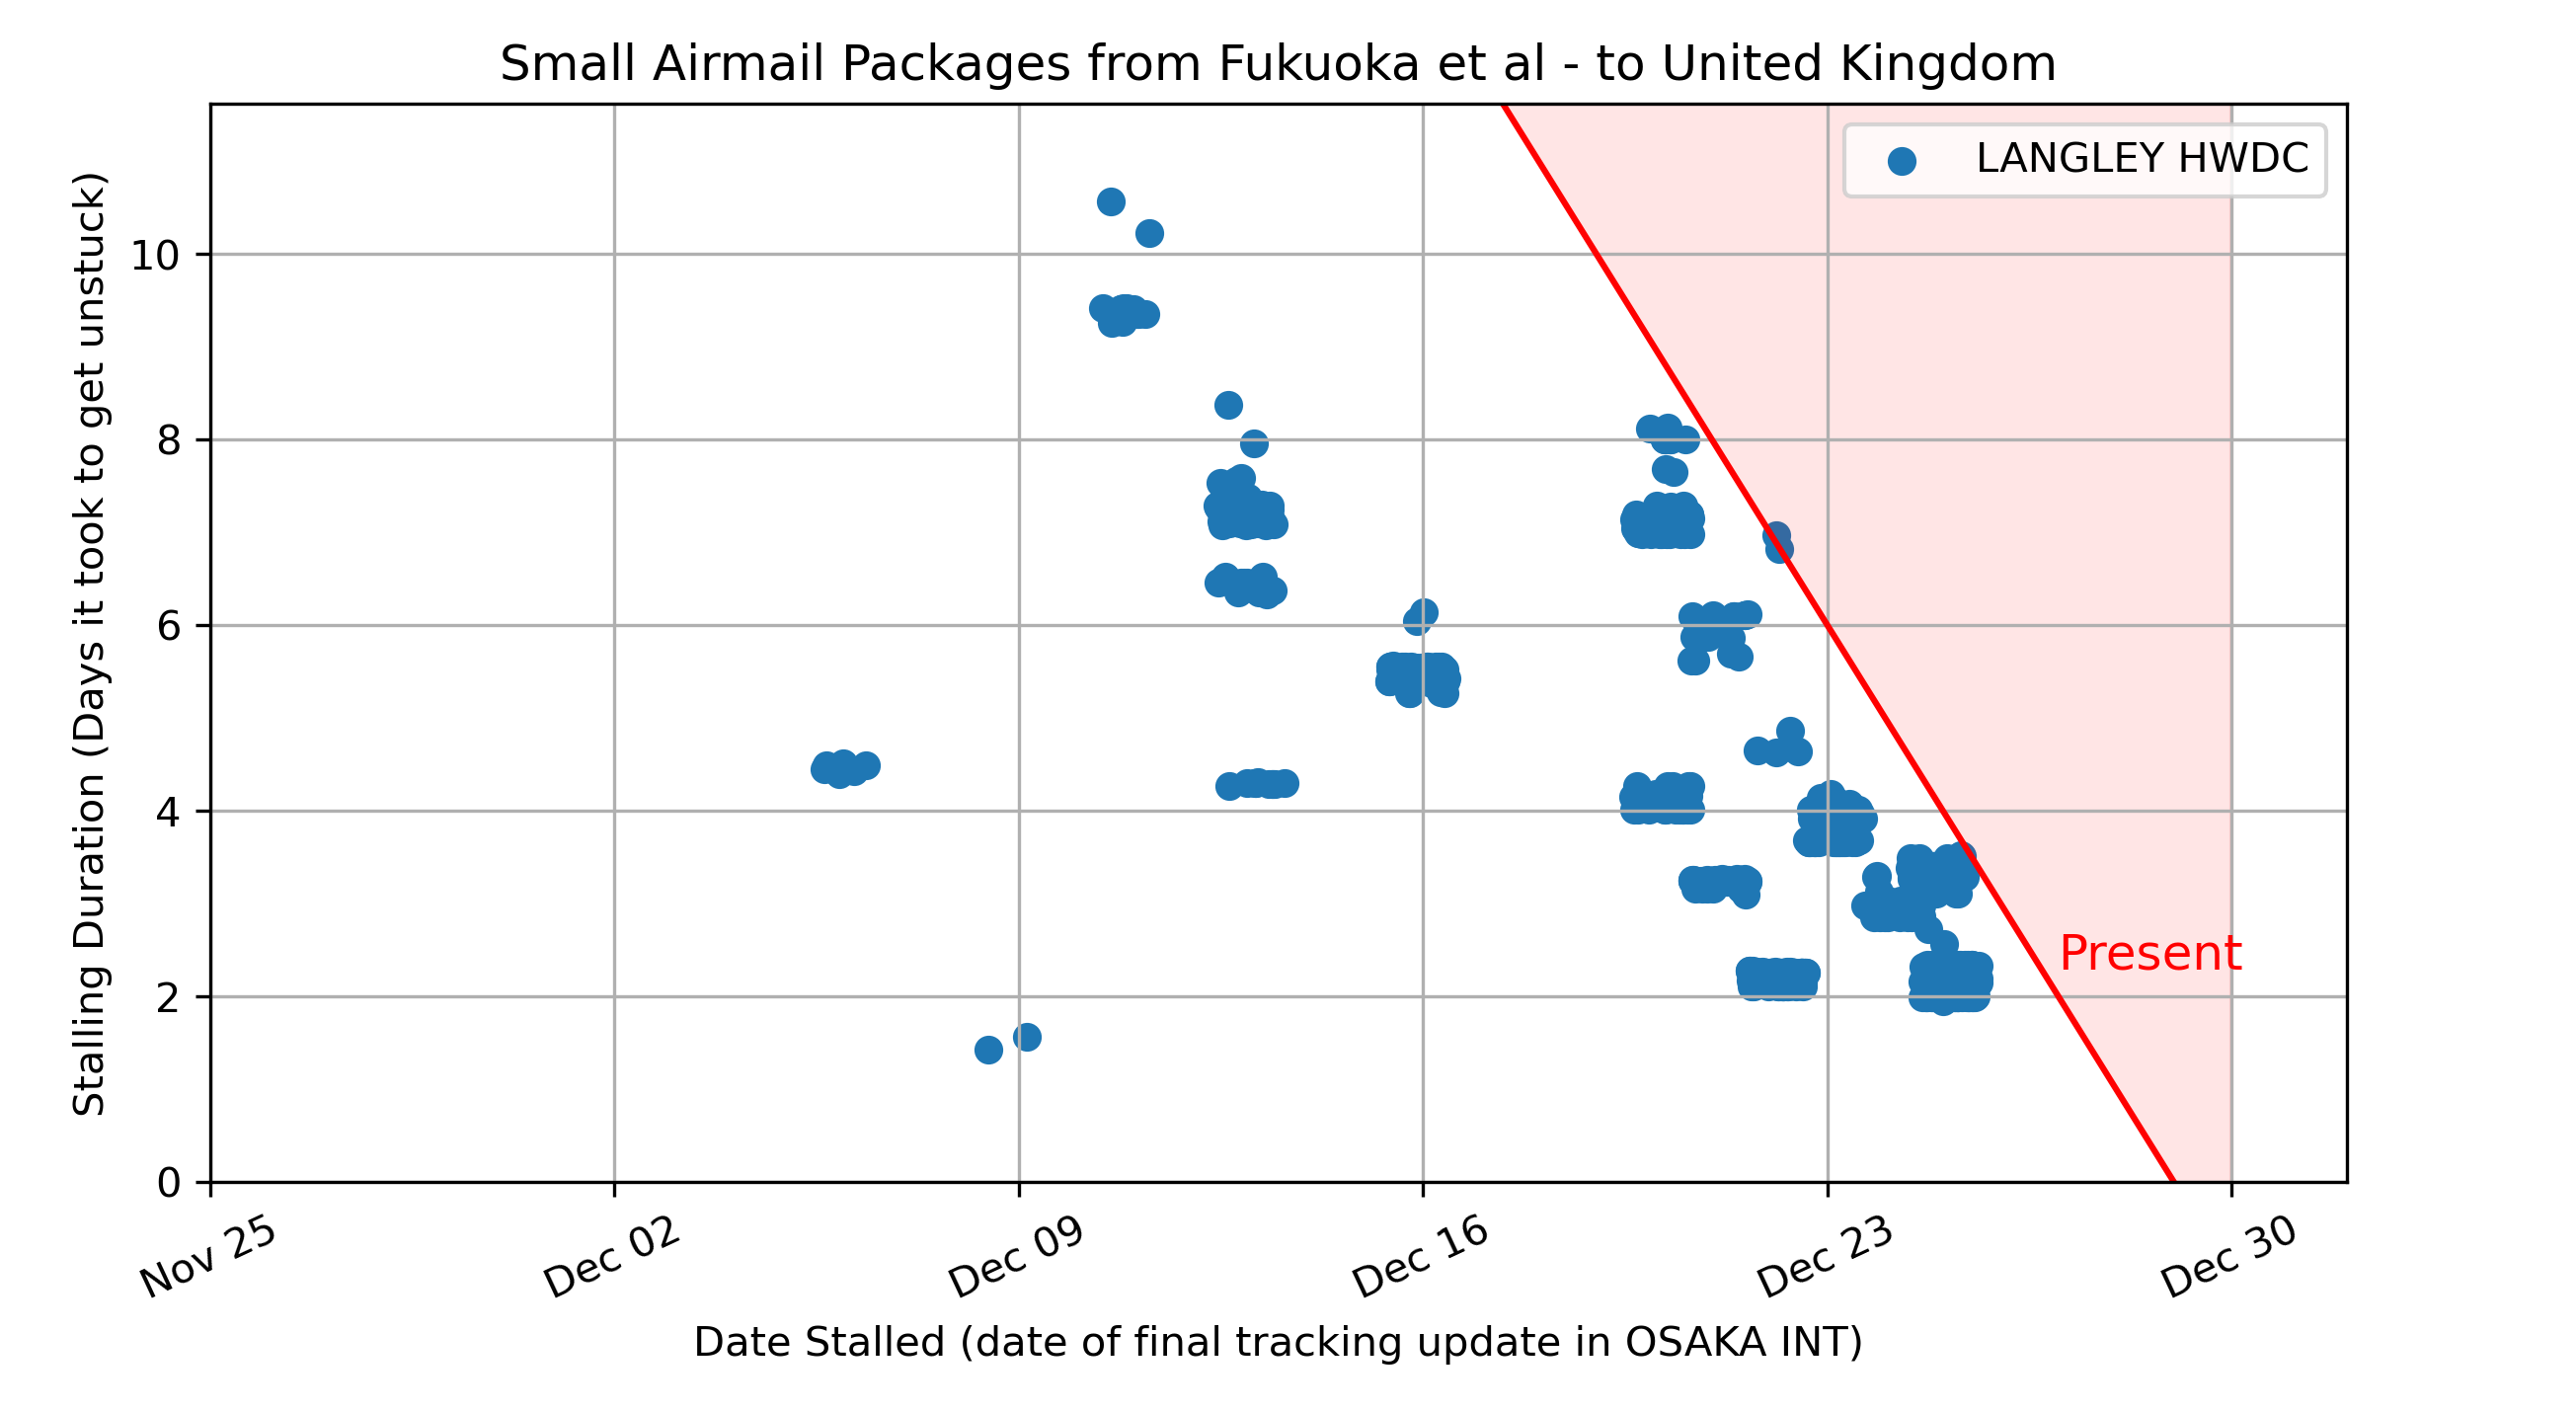 Small Airmail Packages from Fukuoka et al - to United Kingdom
LANGLEY HWDC
Stalling Duration (Days it took to get unstuck)
10
8
6
4
2
0
Present
Nov 25
Dec 02
Dec 09
Dec 16
Dec 23
Dec 30
Date Stalled (date of final tracking update in OSAKA INT)